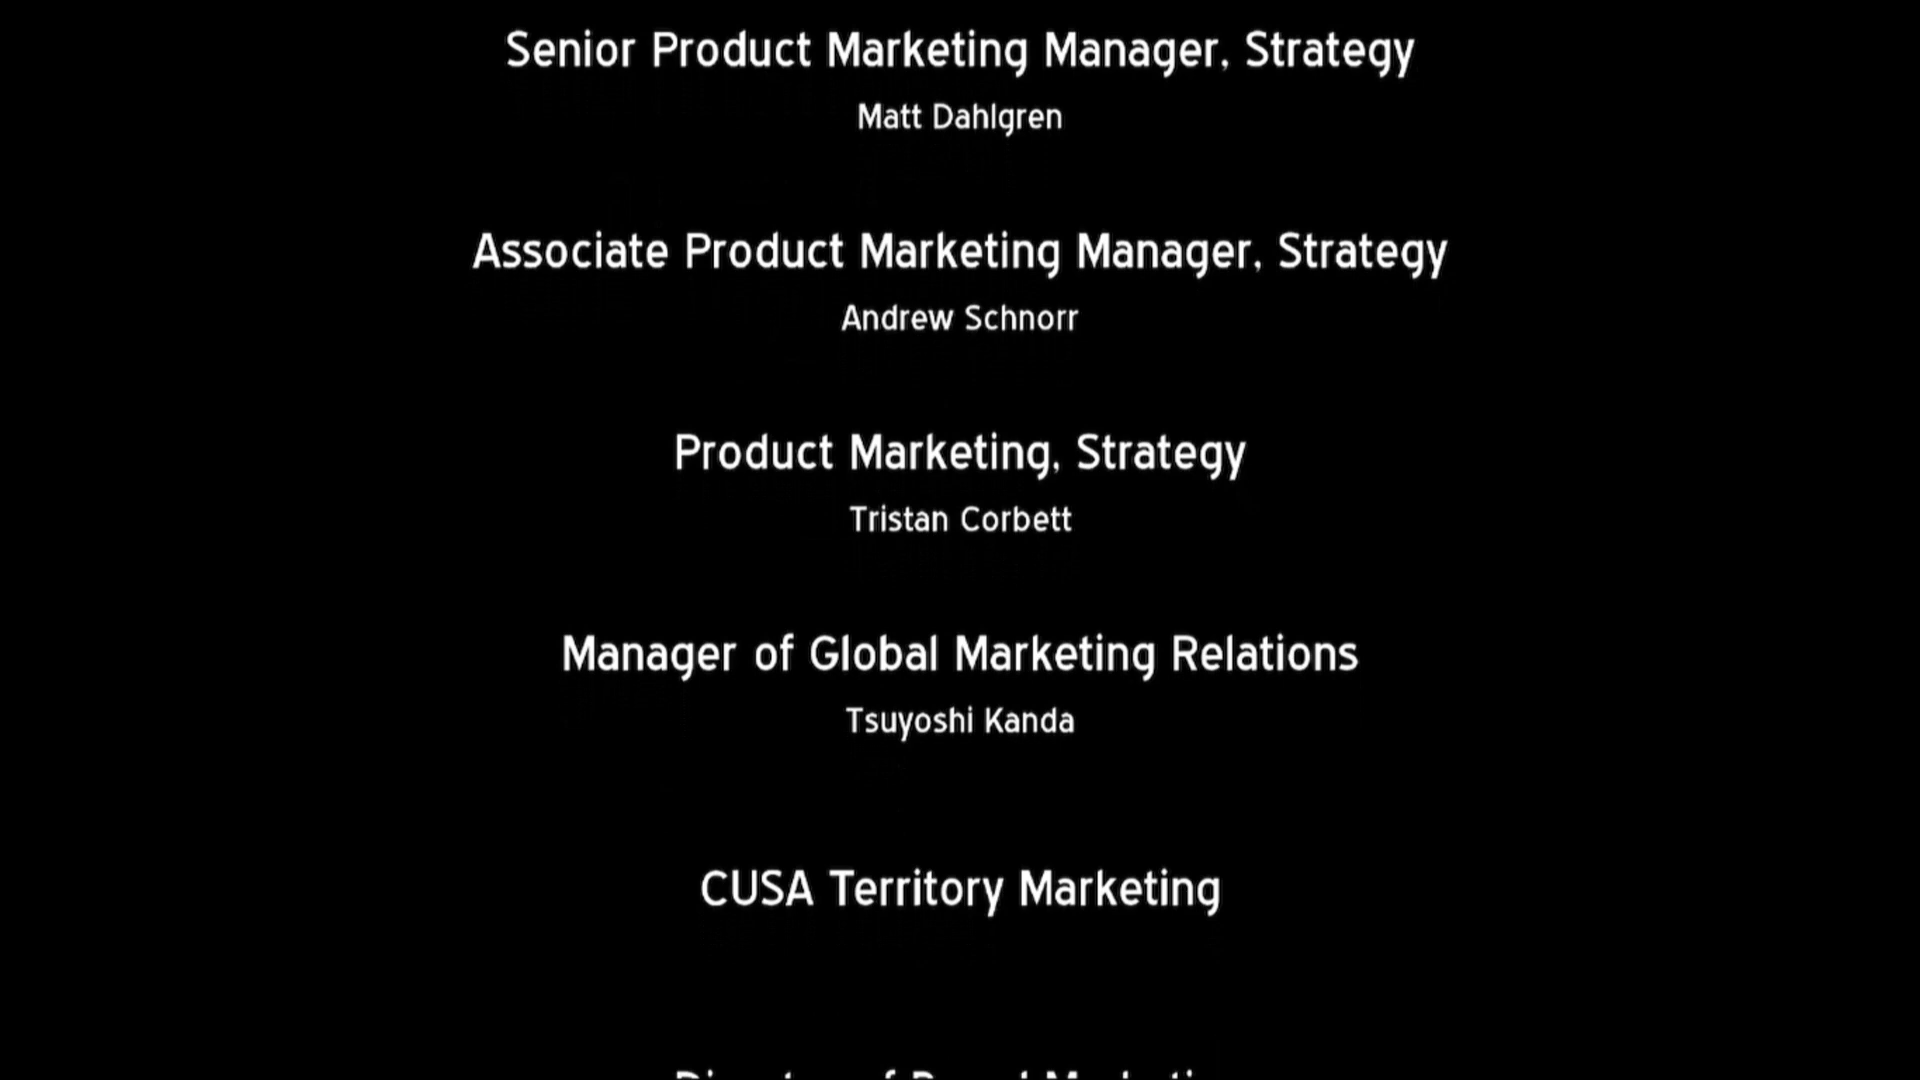 Senior Product Marketing Manager, Strategy
Matt Dahlgren
Associate Product Marketing Manager, Strategy
Andrew Schnorr
Product Marketing, Strategy
Tristan Corbett
Manager of Global Marketing Relations
Tsuyoshi Kanda
CUSA Territory Marketing